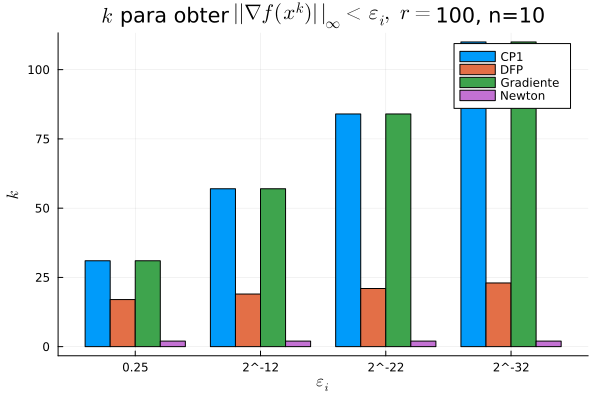 k para obter ||∇f(x^k)||_∞ < ε_i, r = 100, n=10
100
75
50
25
0
k
CP1
DFP
Gradiente
Newton
0.25 2^-12 2^-22 2^-32
ε_i